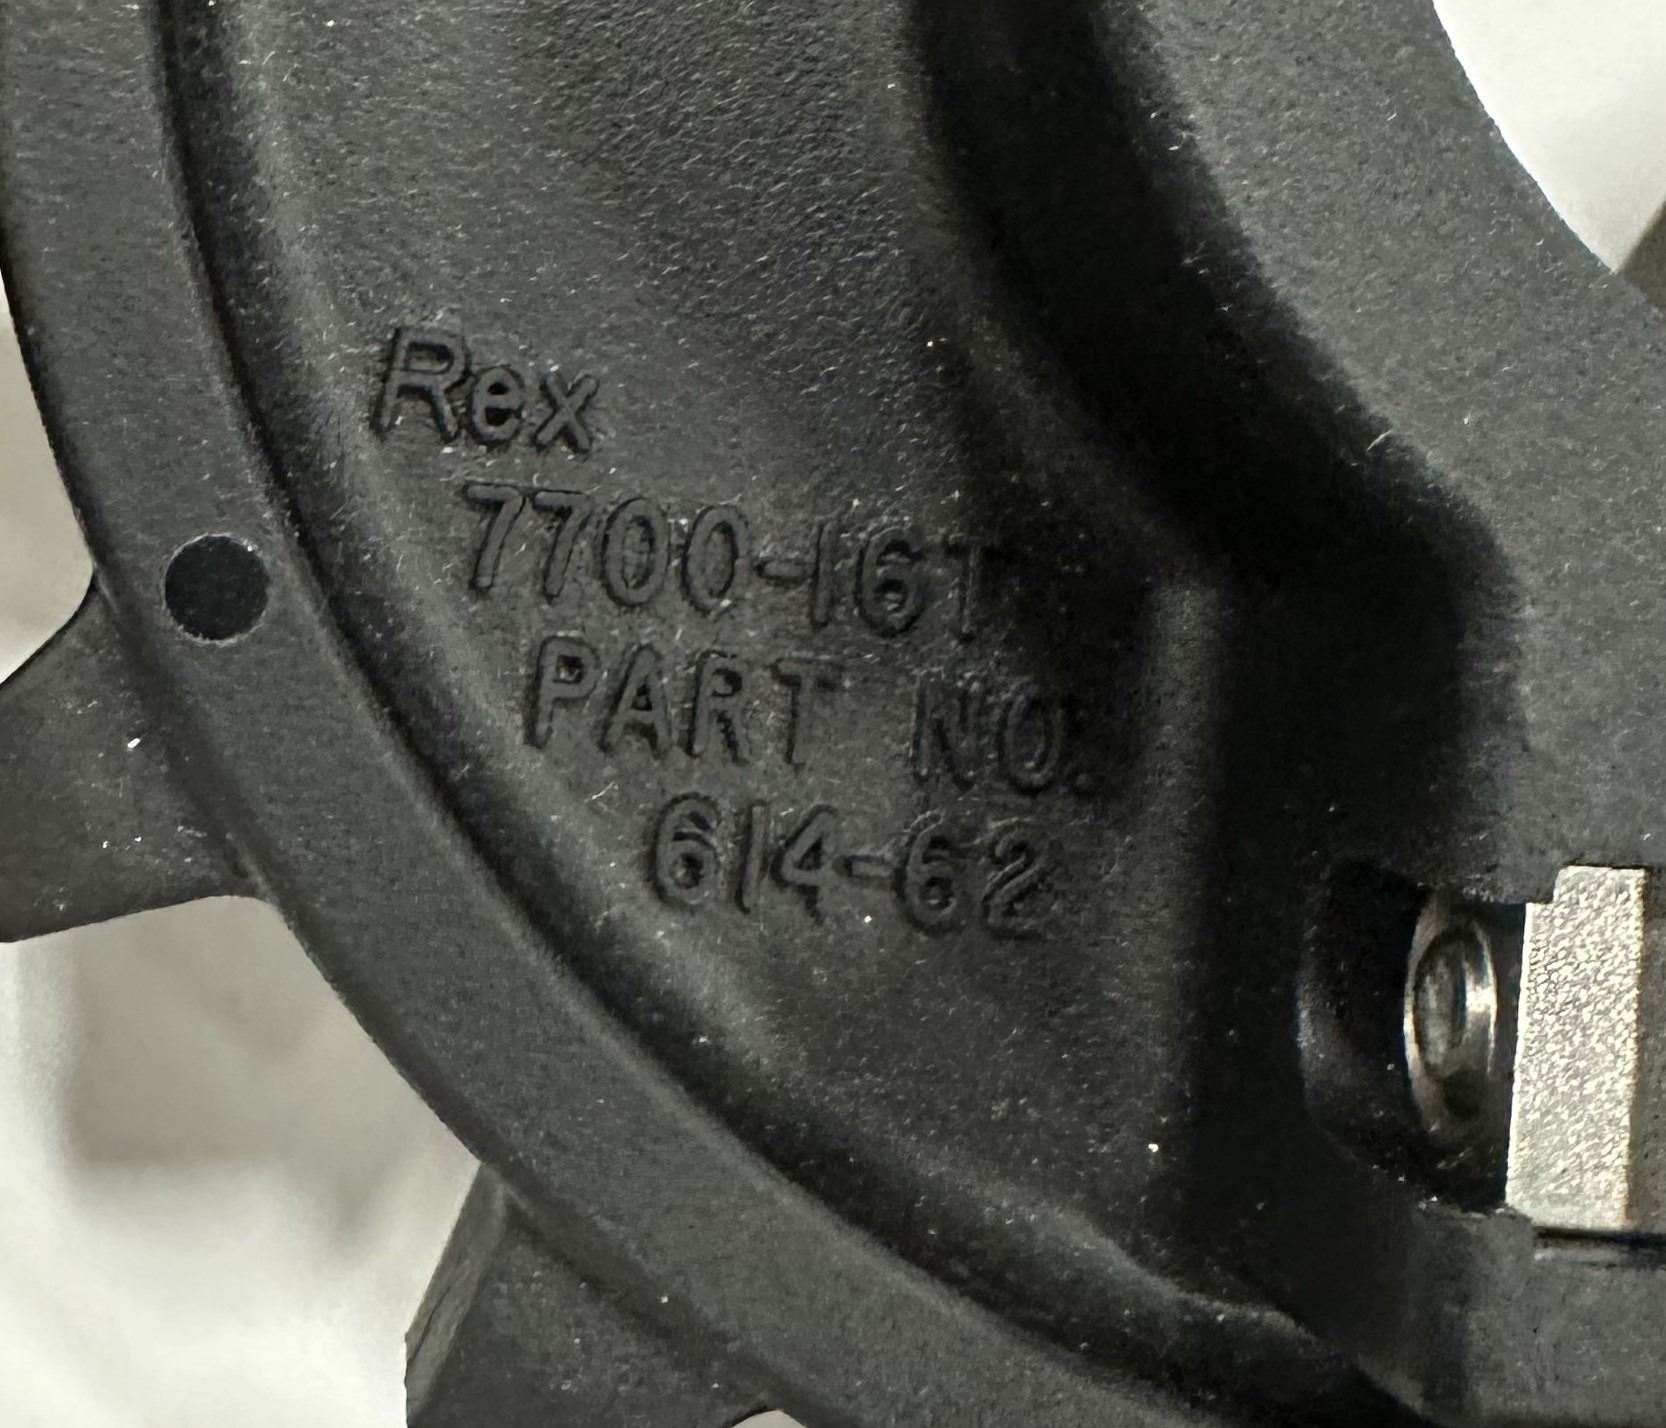 Rex
7700-16T
PART NO.
614-62